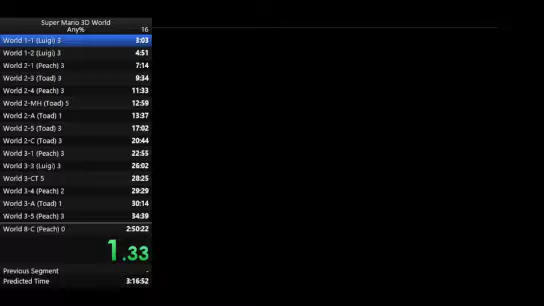 Super Mario 3D World
Any% 16
World 1-1 (Luigi) 3 3:03
World 1-2 (Luigi) 3 4:51
World 2-1 (Peach) 3 7:14
World 2-3 (Toad) 3 9:34
World 2-4 (Peach) 3 11:33
World 2-MH (Toad) 5 12:59
World 2-A (Toad) 1 13:37
World 2-5 (Toad) 3 17:02
World 2-C (Toad) 3 20:44
World 3-1 (Peach) 3 22:55
World 3-3 (Luigi) 3 26:02
World 3-CT 5 28:25
World 3-4 (Peach) 2 29:29
World 3-A (Toad) 1 30:14
World 3-5 (Peach) 3 34:39
World 8-C (Peach) 0 2:50:22
1.33
Previous Segment -
Predicted Time 3:16:52